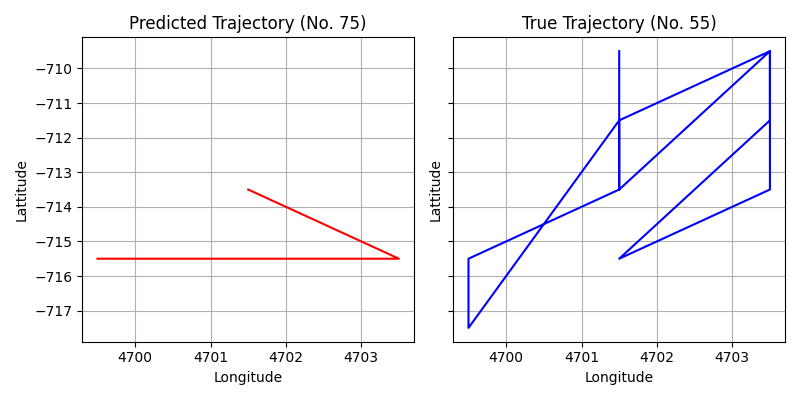 Predicted Trajectory (No. 75)
True Trajectory (No. 55)
−710
−711
−712
−713
−714
−715
−716
−717
Lattitude
Lattitude
4700
4701
4702
4703
4700
4701
4702
4703
Longitude
Longitude